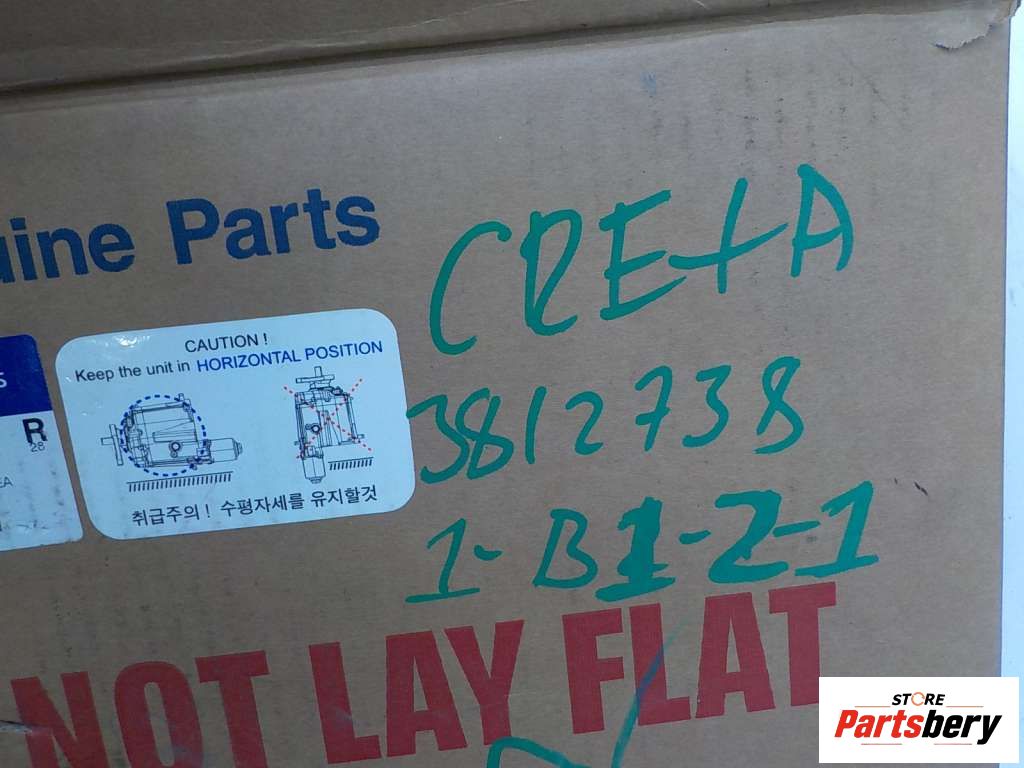 uine Parts
CRETA
CAUTION !
Keep the unit in HORIZONTAL POSITION
취급주의 ! 수평자세를 유지할것
R
3812738
1-B1-2-1
NOT LAY FLAT
STORE
Partsbery